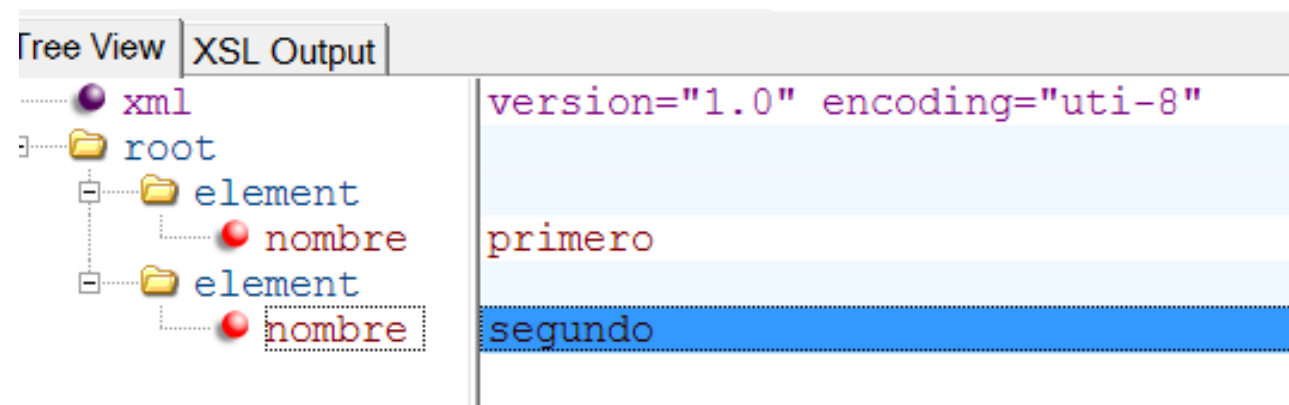 Tree View XSL Output
xml version="1.0" encoding="uti-8"
root
element
nombre primero
element
nombre segundo